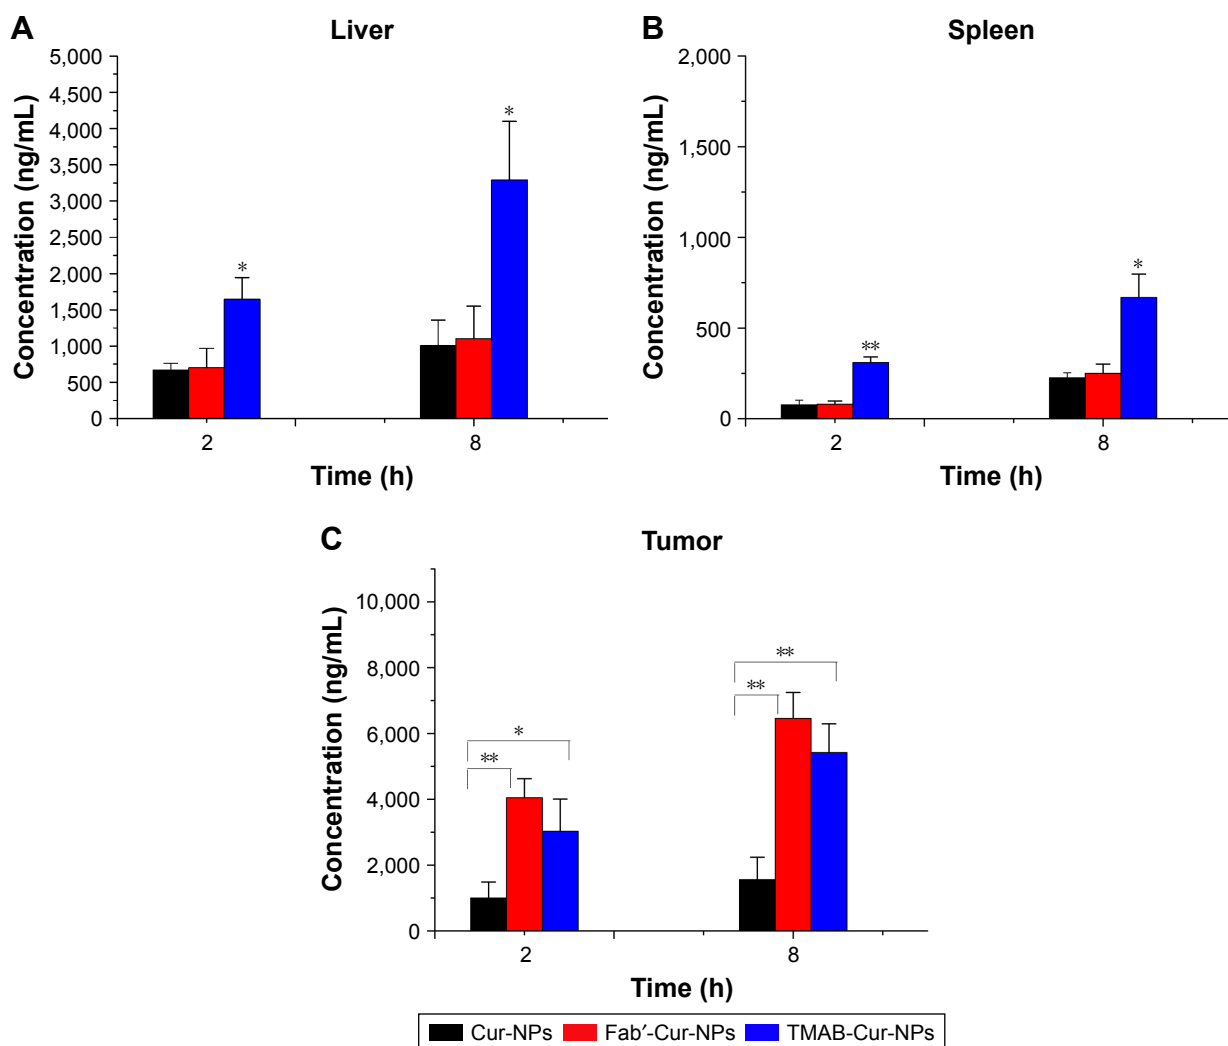 A
Liver
Concentration (ng/mL)
5,000
4,500
4,000
3,500
3,000
2,500
2,000
1,500
1,000
500
0
*
*
2
8
Time (h)
B
Spleen
Concentration (ng/mL)
2,000
1,500
1,000
500
0
**
*
2
8
Time (h)
C
Tumor
Concentration (ng/mL)
10,000
8,000
6,000
4,000
2,000
0
*
**
**
**
2
8
Time (h)
Cur-NPs Fab′-Cur-NPs TMAB-Cur-NPs